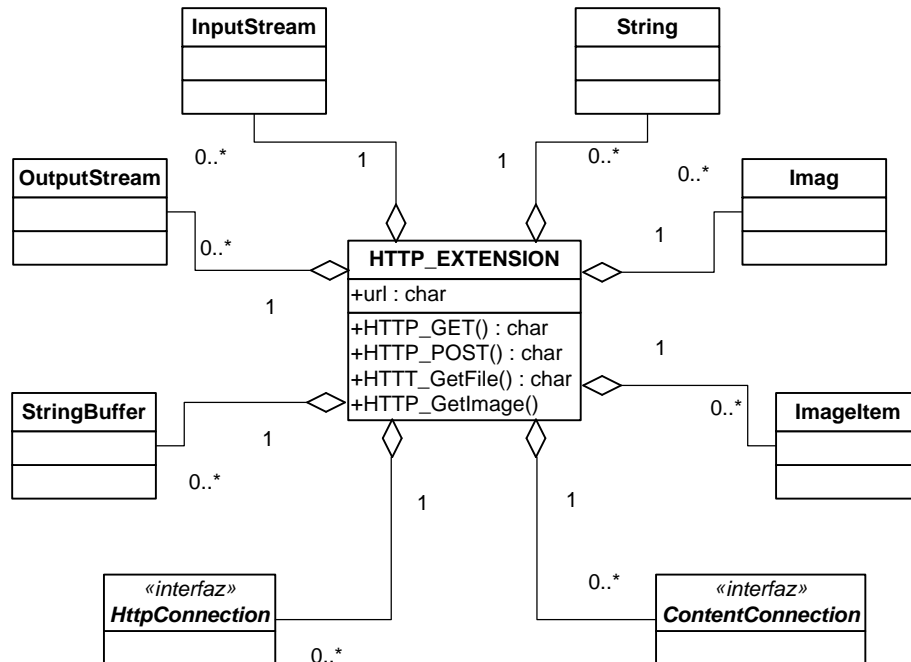 InputStream
String
0..*
1
1
0..*
OutputStream
0..*
Imag
0..*
1
1
HTTP_EXTENSION
+url : char
+HTTP_GET() : char
+HTTP_POST() : char
+HTTT_GetFile() : char
+HTTP_GetImage()
1
StringBuffer
1
0..*
0..*
ImageItem
1
1
«interfaz»
HttpConnection
0..*
0..*
«interfaz»
ContentConnection